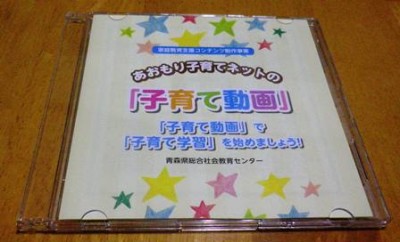 家庭教育支援コンテンツ制作事業
あおもり子育てネットの
「子育て動画」
「子育て動画」で
「子育て学習」を始めましょう!
青森県総合社会教育センター